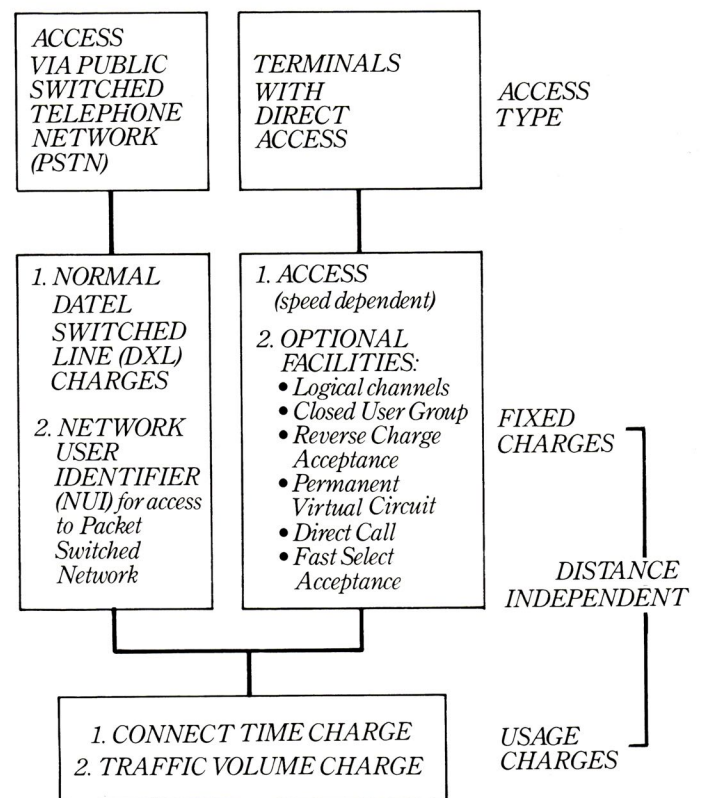 ACCESS
VIA PUBLIC
SWITCHED
TELEPHONE
NETWORK
(PSTN)
TERMINALS
WITH
DIRECT
ACCESS
ACCESS
TYPE
1. NORMAL
DATEL
SWITCHED
LINE (DXL)
CHARGES
2. NETWORK
USER
IDENTIFIER
(NUI) for access
to Packet
Switched
Network
1. ACCESS
(speed dependent)
2. OPTIONAL
FACILITIES:
• Logical channels
• Closed User Group
• Reverse Charge
Acceptance
• Permanent
Virtual Circuit
• Direct Call
• Fast Select
Acceptance
FIXED
CHARGES
DISTANCE
INDEPENDENT
1. CONNECT TIME CHARGE
2. TRAFFIC VOLUME CHARGE
USAGE
CHARGES